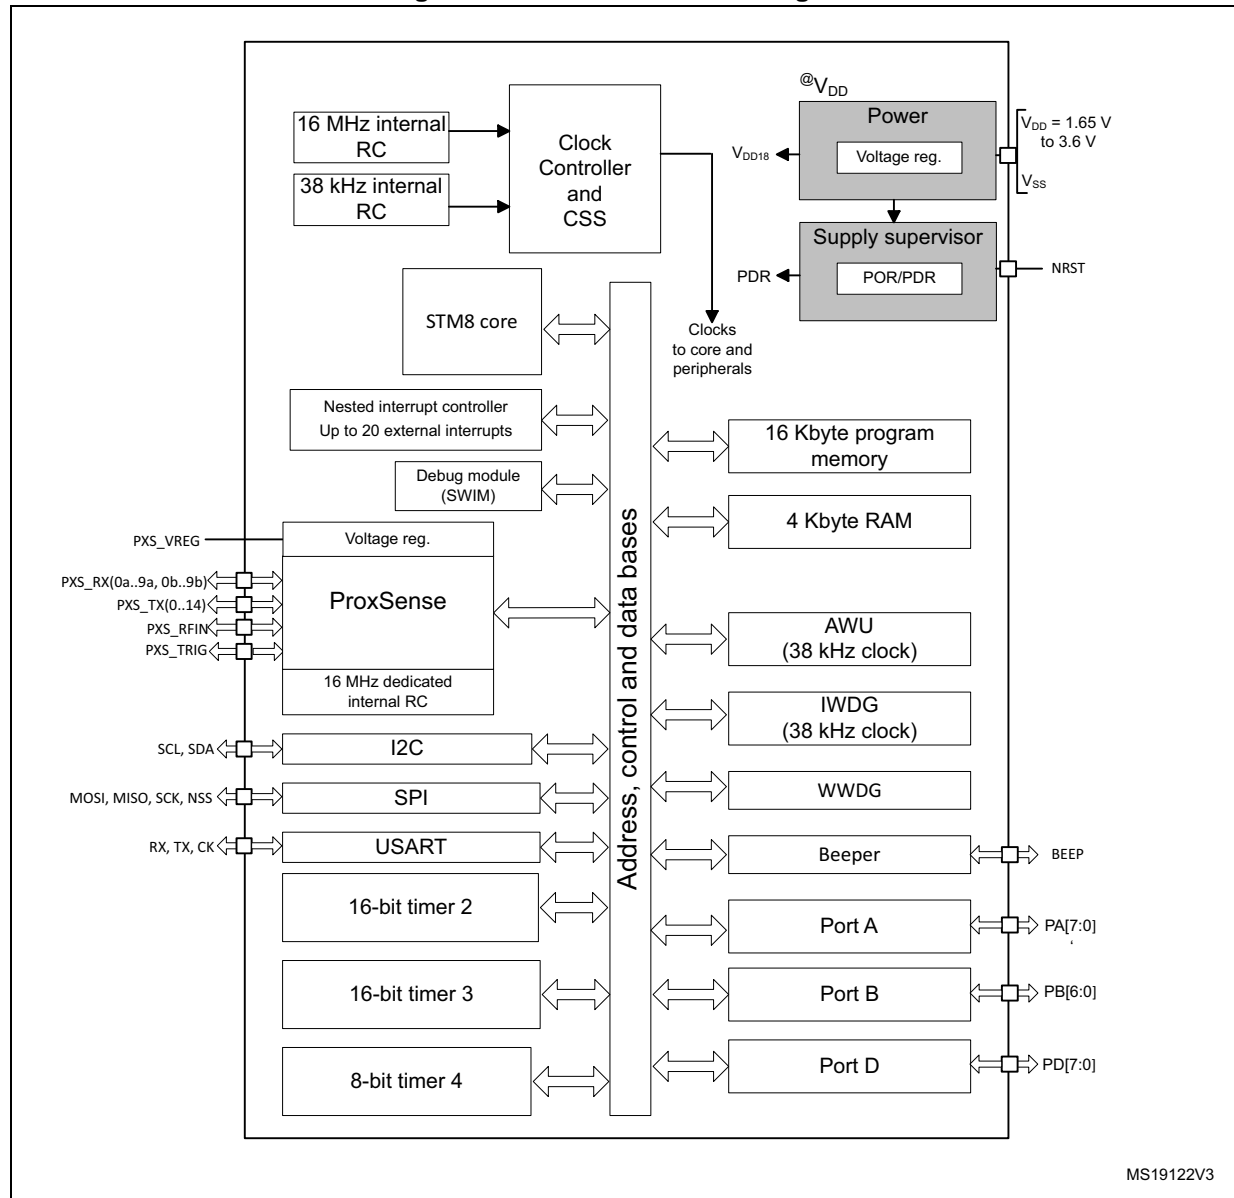 @VDD
16 MHz internal
RC
38 kHz internal
RC
Clock
Controller
and
CSS
Power
Voltage reg.
VDD18
VDD = 1.65 V
to 3.6 V
VSS
Supply supervisor
POR/PDR
PDR
NRST
Clocks
to core and
peripherals
STM8 core
Nested interrupt controller
Up to 20 external interrupts
Debug module
(SWIM)
PXS_VREG
Voltage reg.
PXS_RX(0a..9a, 0b..9b)
PXS_TX(0..14)
PXS_RFIN
PXS_TRIG
ProxSense
16 MHz dedicated
internal RC
SCL, SDA
I2C
MOSI, MISO, SCK, NSS
SPI
RX, TX, CK
USART
16-bit timer 2
16-bit timer 3
8-bit timer 4
Address, control and data bases
16 Kbyte program
memory
4 Kbyte RAM
AWU
(38 kHz clock)
IWDG
(38 kHz clock)
WWDG
Beeper
BEEP
Port A
PA[7:0]
Port B
PB[6:0]
Port D
PD[7:0]
MS19122V3